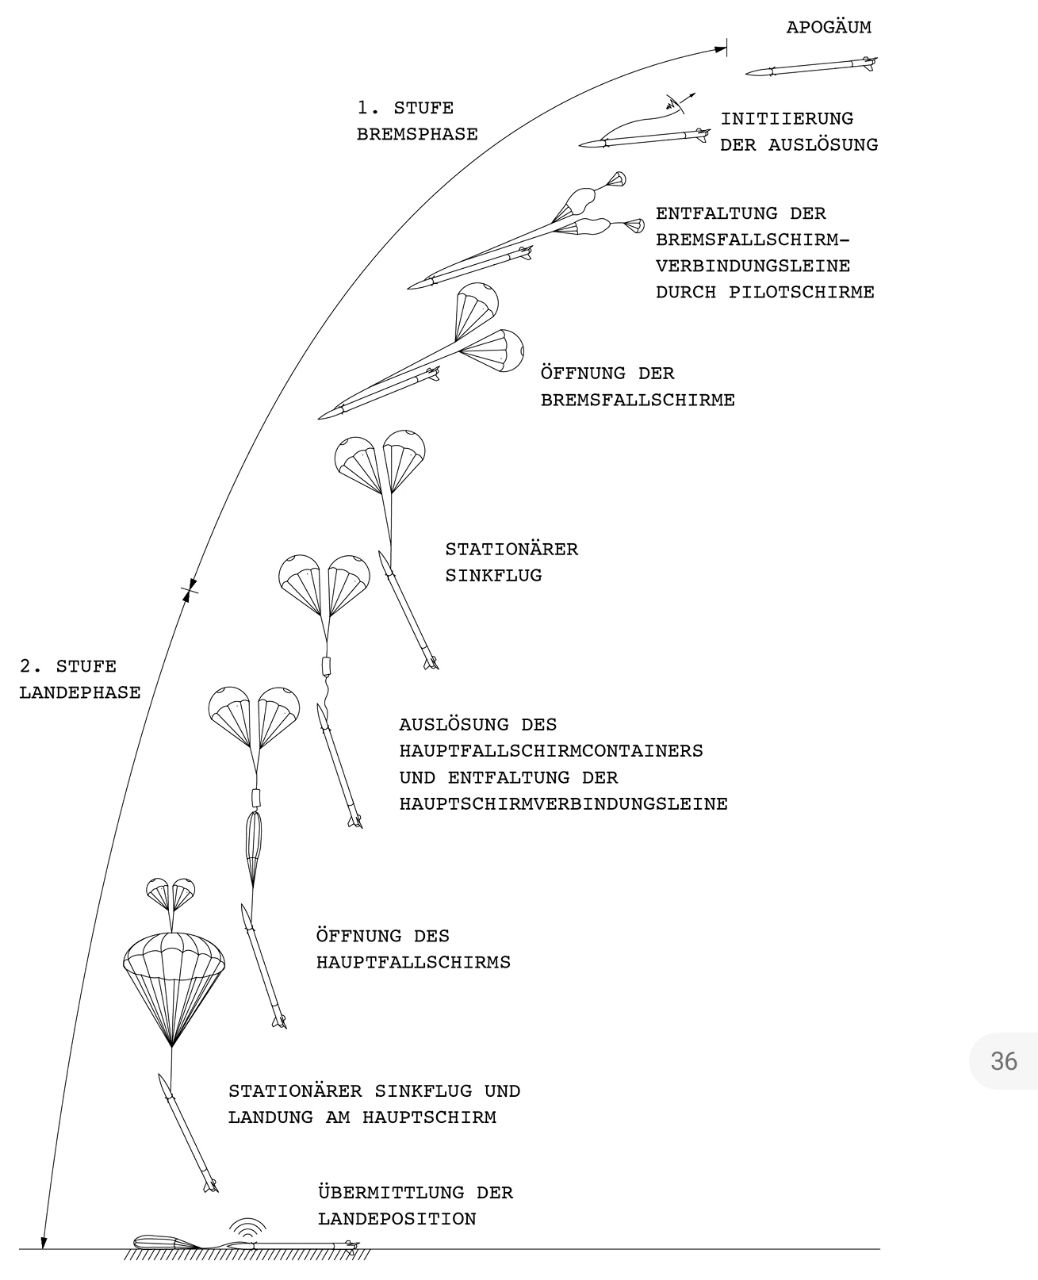 APOGÄUM
1. STUFE
BREMSPHASE
INITIIERUNG
DER AUSLÖSUNG
ENTFALTUNG DER
BREMSFALLSCHIRM-
VERBINDUNGSLEINE
DURCH PILOTSCHIRME
ÖFFNUNG DER
BREMSFALLSCHIRME
STATIONÄRER
SINKFLUG
2. STUFE
LANDEPHASE
AUSLÖSUNG DES
HAUPTFALLSCHIRMCONTAINERS
UND ENTFALTUNG DER
HAUPTSCHIRMVERBINDUNGSLEINE
ÖFFNUNG DES
HAUPTFALLSCHIRMS
36
STATIONÄRER SINKFLUG UND
LANDUNG AM HAUPTSCHIRM
ÜBERMITTLUNG DER
LANDEPOSITION